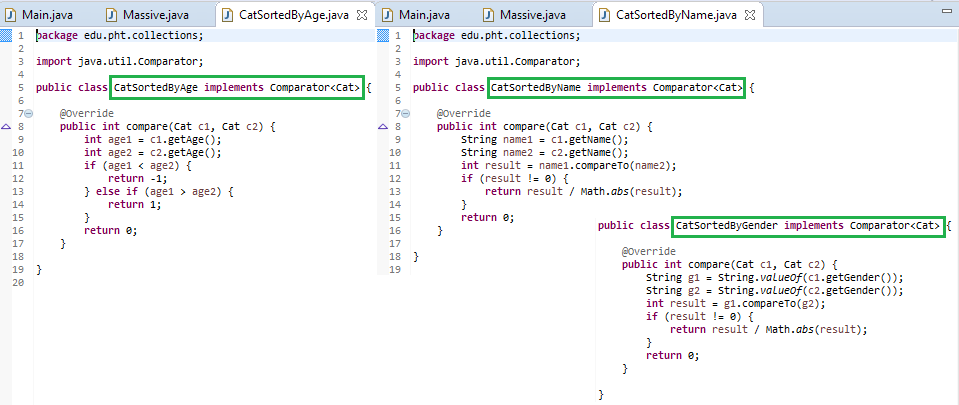 Main.java Massive.java CatSortedByAge.java
1 package edu.pht.collections;
2
3 import java.util.Comparator;
4
5 public class CatSortedByAge implements Comparator<Cat> {
6
7 @Override
8 public int compare(Cat c1, Cat c2) {
9 int age1 = c1.getAge();
10 int age2 = c2.getAge();
11 if (age1 < age2) {
12 return -1;
13 } else if (age1 > age2) {
14 return 1;
15 }
16 return 0;
17 }
18
19 }
20
Main.java Massive.java CatSortedByName.java
1 package edu.pht.collections;
2
3 import java.util.Comparator;
4
5 public class CatSortedByName implements Comparator<Cat> {
6
7 @Override
8 public int compare(Cat c1, Cat c2) {
9 String name1 = c1.getName();
10 String name2 = c2.getName();
11 int result = name1.compareTo(name2);
12 if (result != 0) {
13 return result / Math.abs(result);
14 }
15 return 0;
16 }
17
18 }
19
public class CatSortedByGender implements Comparator<Cat> {
@Override
public int compare(Cat c1, Cat c2) {
String g1 = String.valueOf(c1.getGender());
String g2 = String.valueOf(c2.getGender());
int result = g1.compareTo(g2);
if (result != 0) {
return result / Math.abs(result);
}
return 0;
}
}